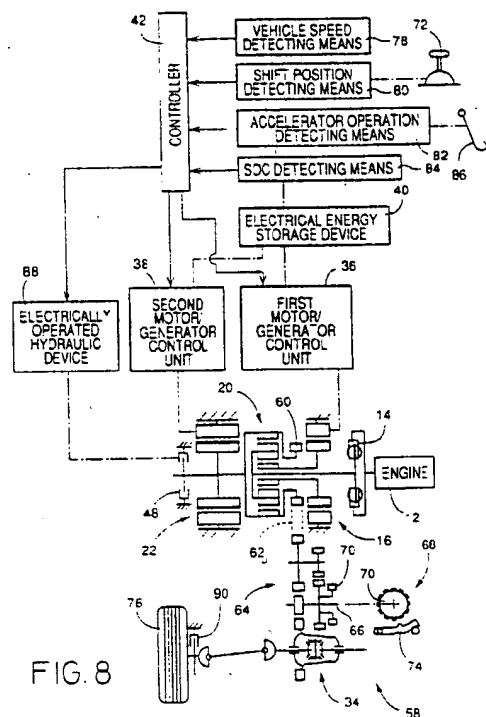 42
CONTROLLER
VEHICLE SPEED
DETECTING MEANS
78
72
SHIFT POSITION
DETECTING MEANS
80
ACCELERATOR OPERATION
DETECTING MEANS
82
86
SOC DETECTING MEANS
84
40
ELECTRICAL ENERGY
STORAGE DEVICE
88
38
36
ELECTRICALLY
OPERATED
HYDRAULIC
DEVICE
SECOND
MOTOR/
GENERATOR
CONTROL
UNIT
FIRST
MOTOR/
GENERATOR
CONTROL
UNIT
20
60
14
ENGINE
48
22
62
16
12
64
70
70
68
66
76
90
74
34
58
FIG. 8